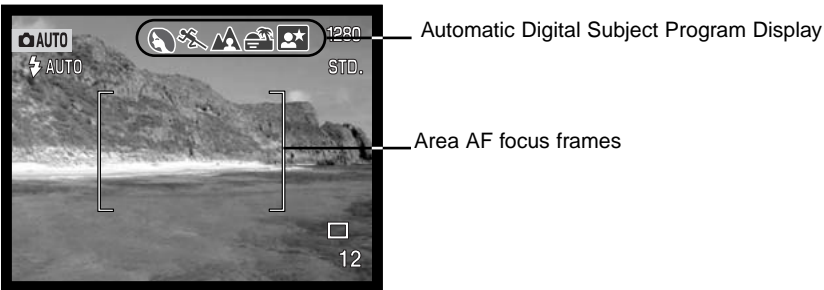 AUTO
1280
Automatic Digital Subject Program Display
AUTO
STD.
Area AF focus frames
12